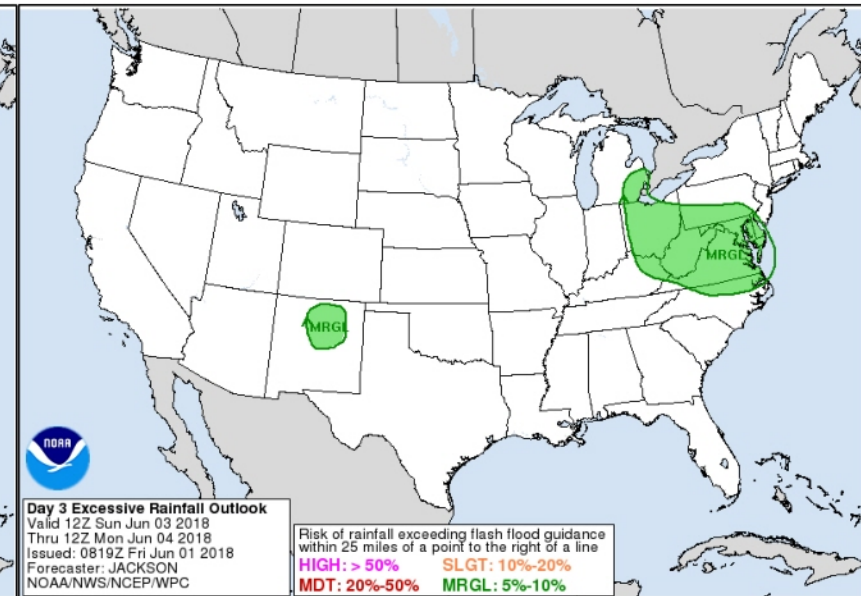 MRGL
MRGL
NOAA
Day 3 Excessive Rainfall Outlook
Valid 12Z Sun Jun 03 2018
Thru 12Z Mon Jun 04 2018
Issued: 0819Z Fri Jun 01 2018
Forecaster: JACKSON
NOAA/NWS/NCEP/WPC
Risk of rainfall exceeding flash flood guidance
within 25 miles of a point to the right of a line
HIGH: > 50% SLGT: 10%-20%
MDT: 20%-50% MRGL: 5%-10%